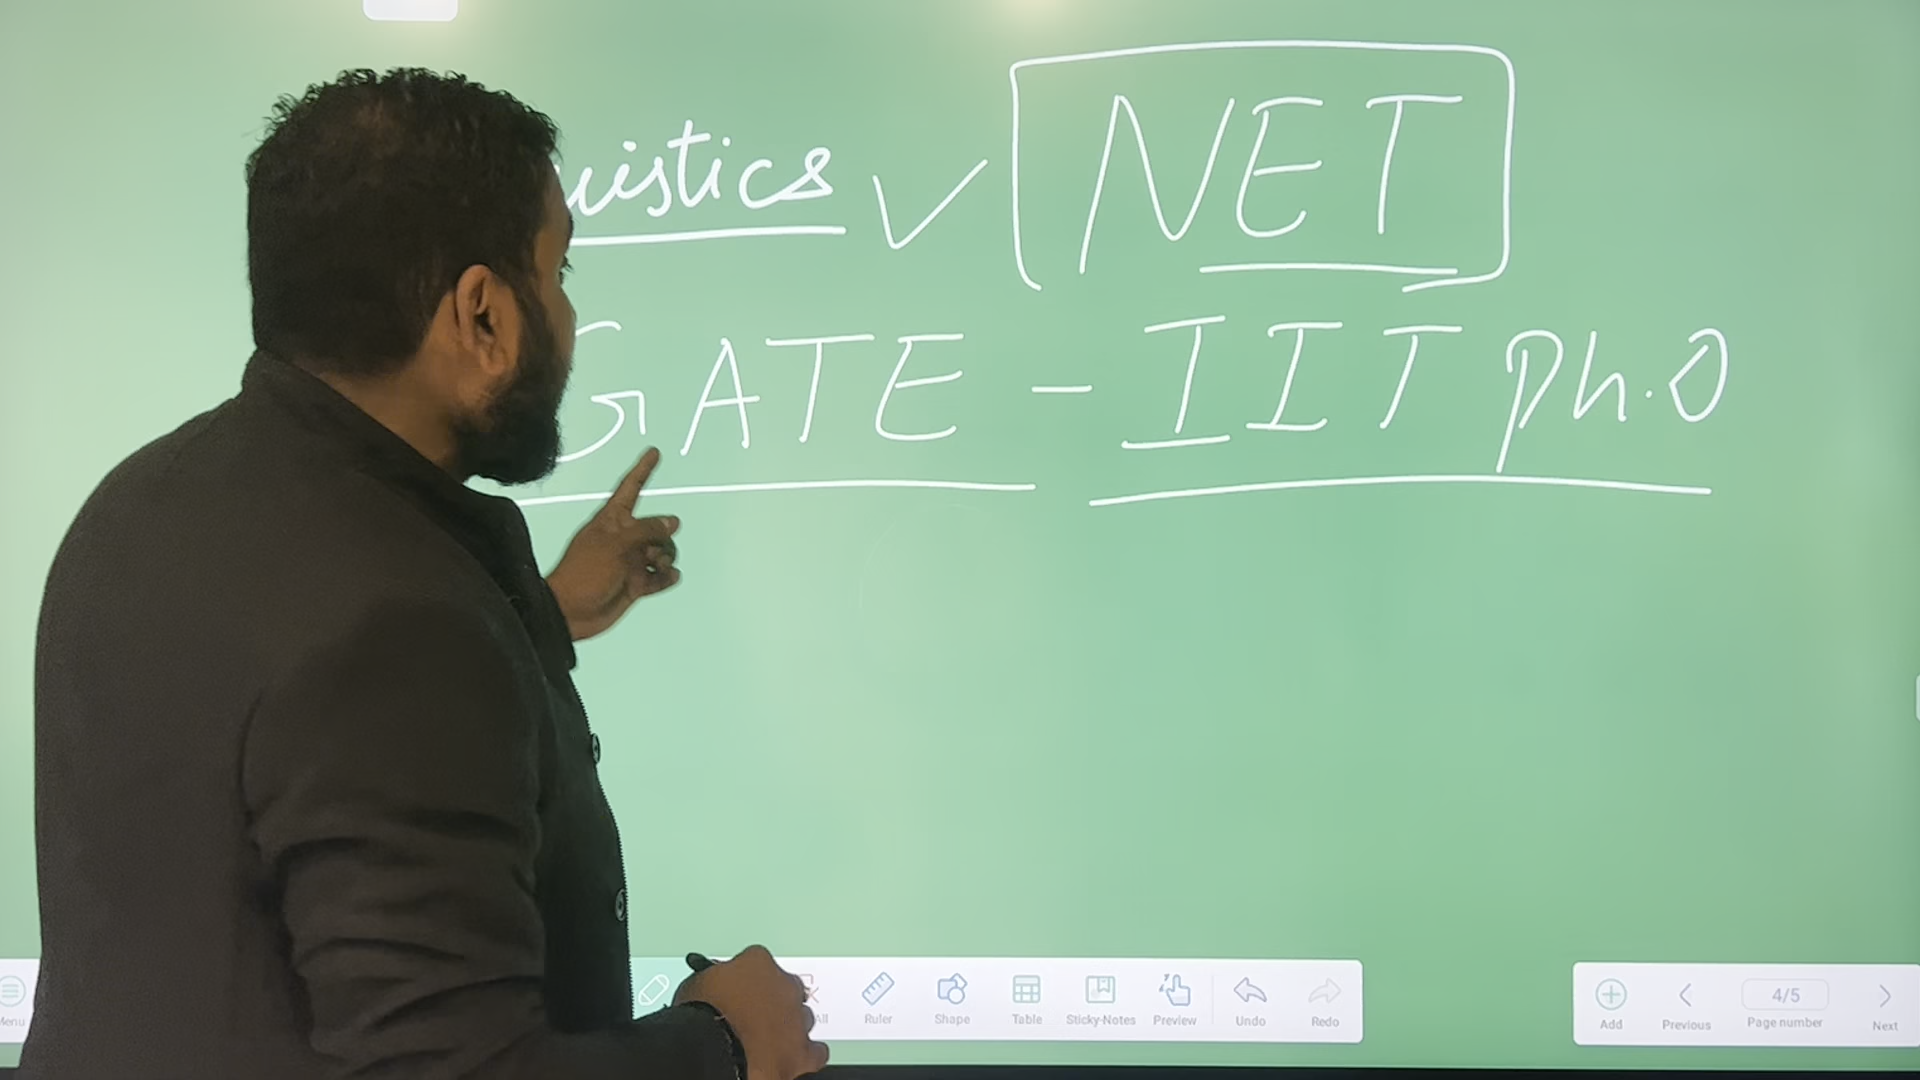 uistics ✓ NET
GATE - IIT Ph.D
Menu All Ruler Shape Table Sticky-Notes Preview Undo Redo
Add Previous 4/5 Page number Next